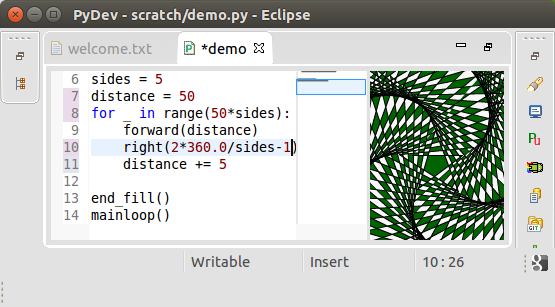 PyDev - scratch/demo.py - Eclipse
welcome.txt
*demo
6 sides = 5
7 distance = 50
8 for _ in range(50*sides):
9     forward(distance)
10     right(2*360.0/sides-1)
11     distance += 5
12
13 end_fill()
14 mainloop()
Writable
Insert
10 : 26